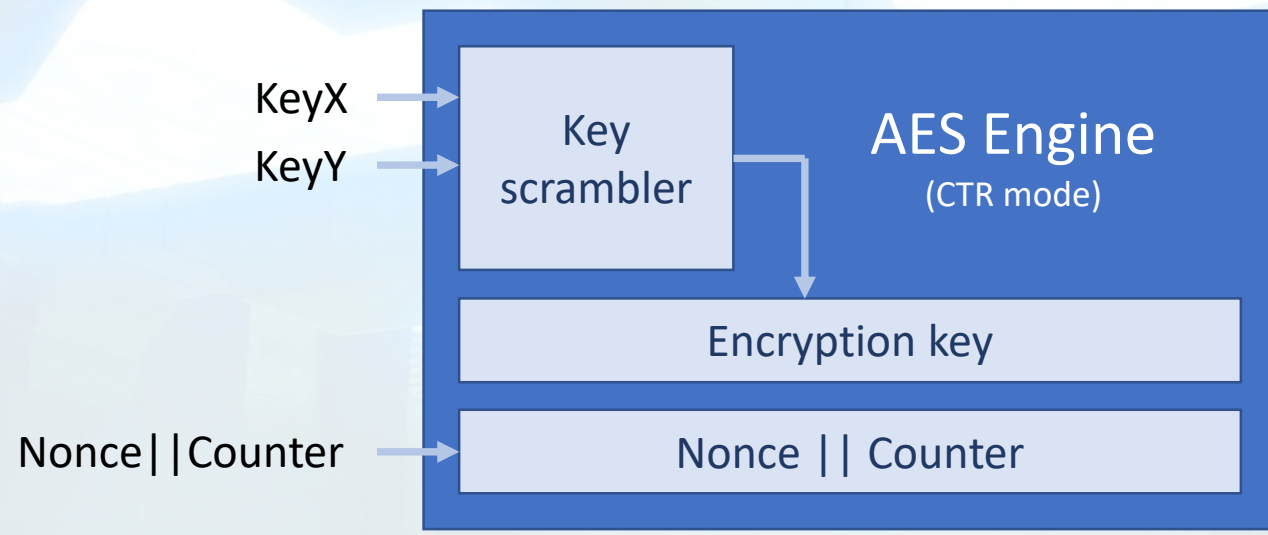 KeyX
KeyY
Key
scrambler
AES Engine
(CTR mode)
Encryption key
Nonce||Counter
Nonce || Counter